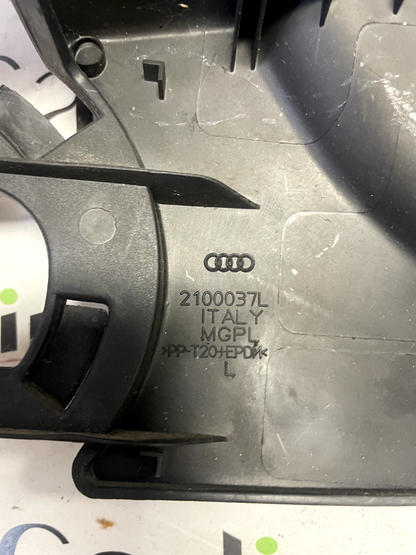 2100037L
ITALY
MGPL
>PP-T20+EPDM<
L